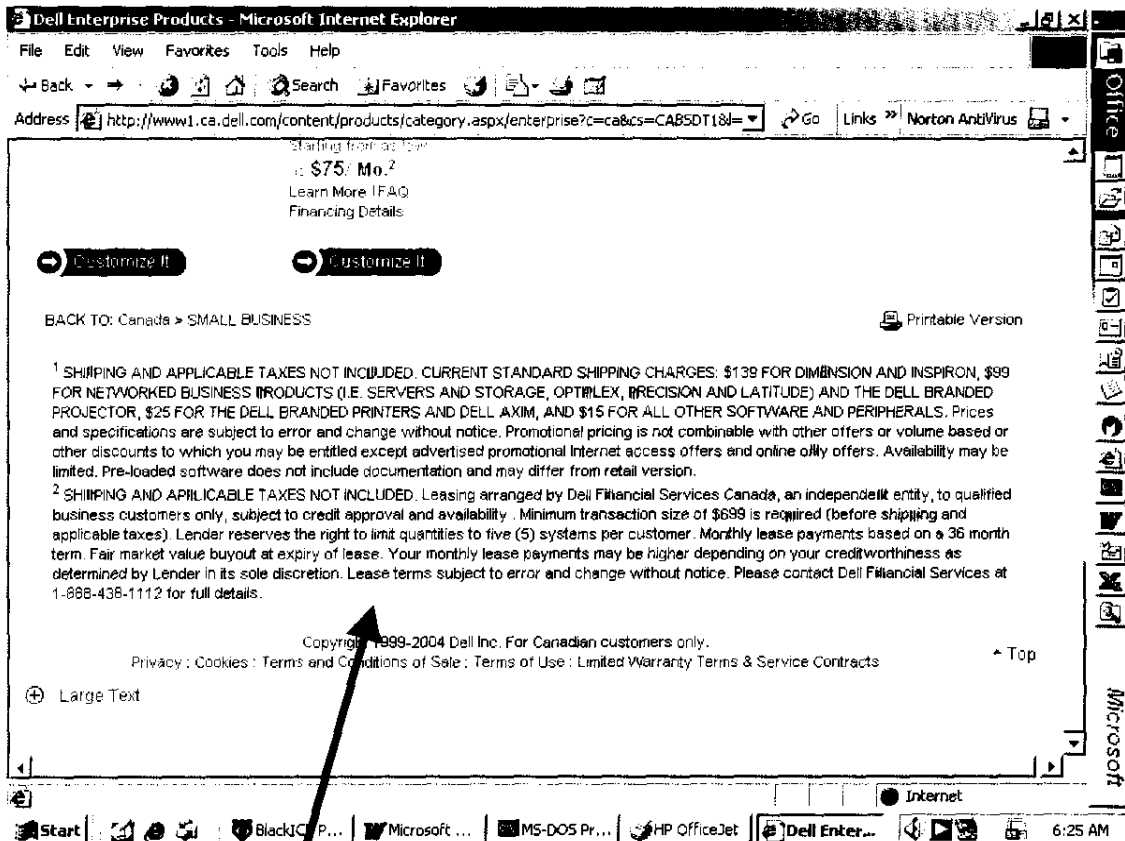 Dell Enterprise Products - Microsoft Internet Explorer
File Edit View Favorites Tools Help
Back Search Favorites
Address http://www1.ca.dell.com/content/products/category.aspx/enterprise?c=ca&cs=CABSDT1&l= Go Links » Norton AntiVirus
Office
Starting from as low
$75/ Mo.2
Learn More | FAQ
Financing Details
Customize It Customize It
BACK TO: Canada > SMALL BUSINESS Printable Version
1 SHIPPING AND APPLICABLE TAXES NOT INCLUDED. CURRENT STANDARD SHIPPING CHARGES: $139 FOR DIMENSION AND INSPIRON, $99
FOR NETWORKED BUSINESS PRODUCTS (I.E. SERVERS AND STORAGE, OPTIPLEX, PRECISION AND LATITUDE) AND THE DELL BRANDED
PROJECTOR, $25 FOR THE DELL BRANDED PRINTERS AND DELL AXIM, AND $15 FOR ALL OTHER SOFTWARE AND PERIPHERALS. Prices
and specifications are subject to error and change without notice. Promotional pricing is not combinable with other offers or volume based or
other discounts to which you may be entitled except advertised promotional Internet access offers and online only offers. Availability may be
limited. Pre-loaded software does not include documentation and may differ from retail version.
2 SHIPPING AND APPLICABLE TAXES NOT INCLUDED. Leasing arranged by Dell Financial Services Canada, an independent entity, to qualified
business customers only, subject to credit approval and availability . Minimum transaction size of $699 is required (before shipping and
applicable taxes). Lender reserves the right to limit quantities to five (5) systems per customer. Monthly lease payments based on a 36 month
term. Fair market value buyout at expiry of lease. Your monthly lease payments may be higher depending on your creditworthiness as
determined by Lender in its sole discretion. Lease terms subject to error and change without notice. Please contact Dell Financial Services at
1-866-438-1112 for full details.
Copyright 1999-2004 Dell Inc. For Canadian customers only.
Privacy : Cookies : Terms and Conditions of Sale : Terms of Use : Limited Warranty Terms & Service Contracts Top
Large Text
Microsoft
Internet
Start BlackICE P... Microsoft ... MS-DOS Pr... HP OfficeJet Dell Enter... 6:25 AM